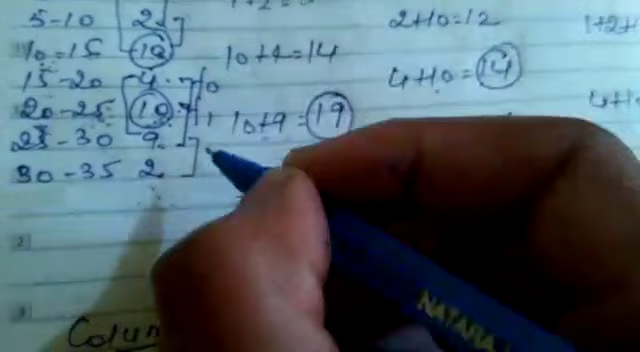 5-10 2 2+10=12
10-15 10 10+4=14
15-20 4 4+10=14
20-25 10 10+9=19
25-30 9
30-35 2
NATARA
Colum